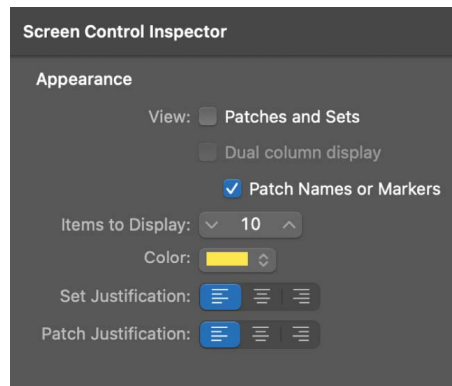 Screen Control Inspector
Appearance
View: Patches and Sets
Dual column display
Patch Names or Markers
Items to Display: 10
Color:
Set Justification:
Patch Justification: